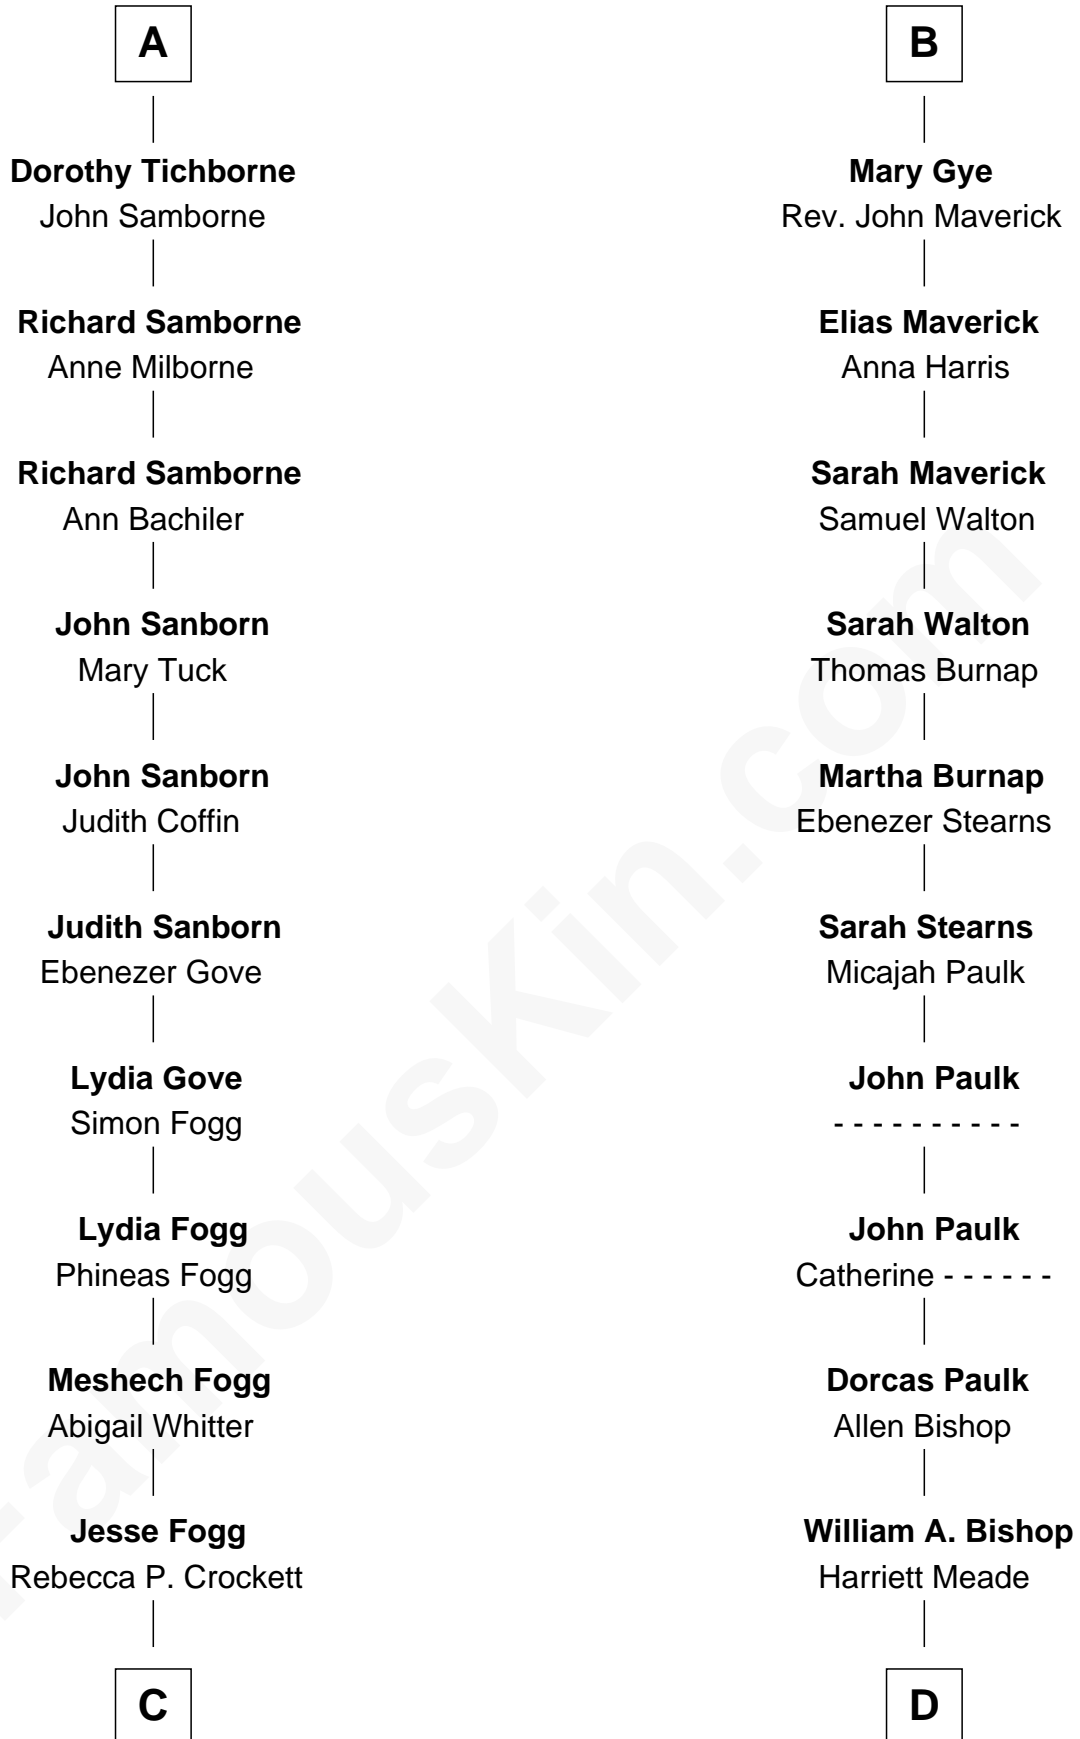 A
Dorothy Tichborne
John Samborne
Richard Samborne
Anne Milborne
Richard Samborne
Ann Bachiler
John Sanborn
Mary Tuck
John Sanborn
Judith Coffin
Judith Sanborn
Ebenezer Gove
Lydia Gove
Simon Fogg
Lydia Fogg
Phineas Fogg
Meshech Fogg
Abigail Whitter
Jesse Fogg
Rebecca P. Crockett
C
B
Mary Gye
Rev. John Maverick
Elias Maverick
Anna Harris
Sarah Maverick
Samuel Walton
Sarah Walton
Thomas Burnap
Martha Burnap
Ebenezer Stearns
Sarah Stearns
Micajah Paulk
John Paulk
- - - - - - - - - -
John Paulk
Catherine - - - - - -
Dorcas Paulk
Allen Bishop
William A. Bishop
Harriett Meade
D
FamousKin.com